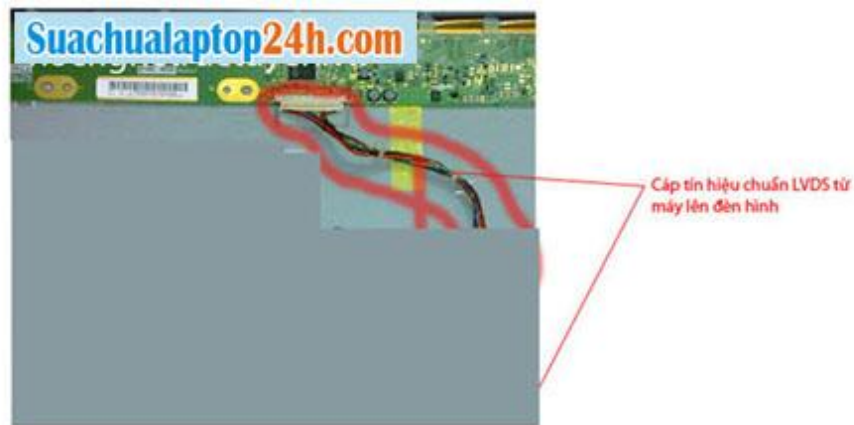 Suachualaptop24h.com
Cáp tín hiệu chuẩn LVDS từ
máy lên đèn hình